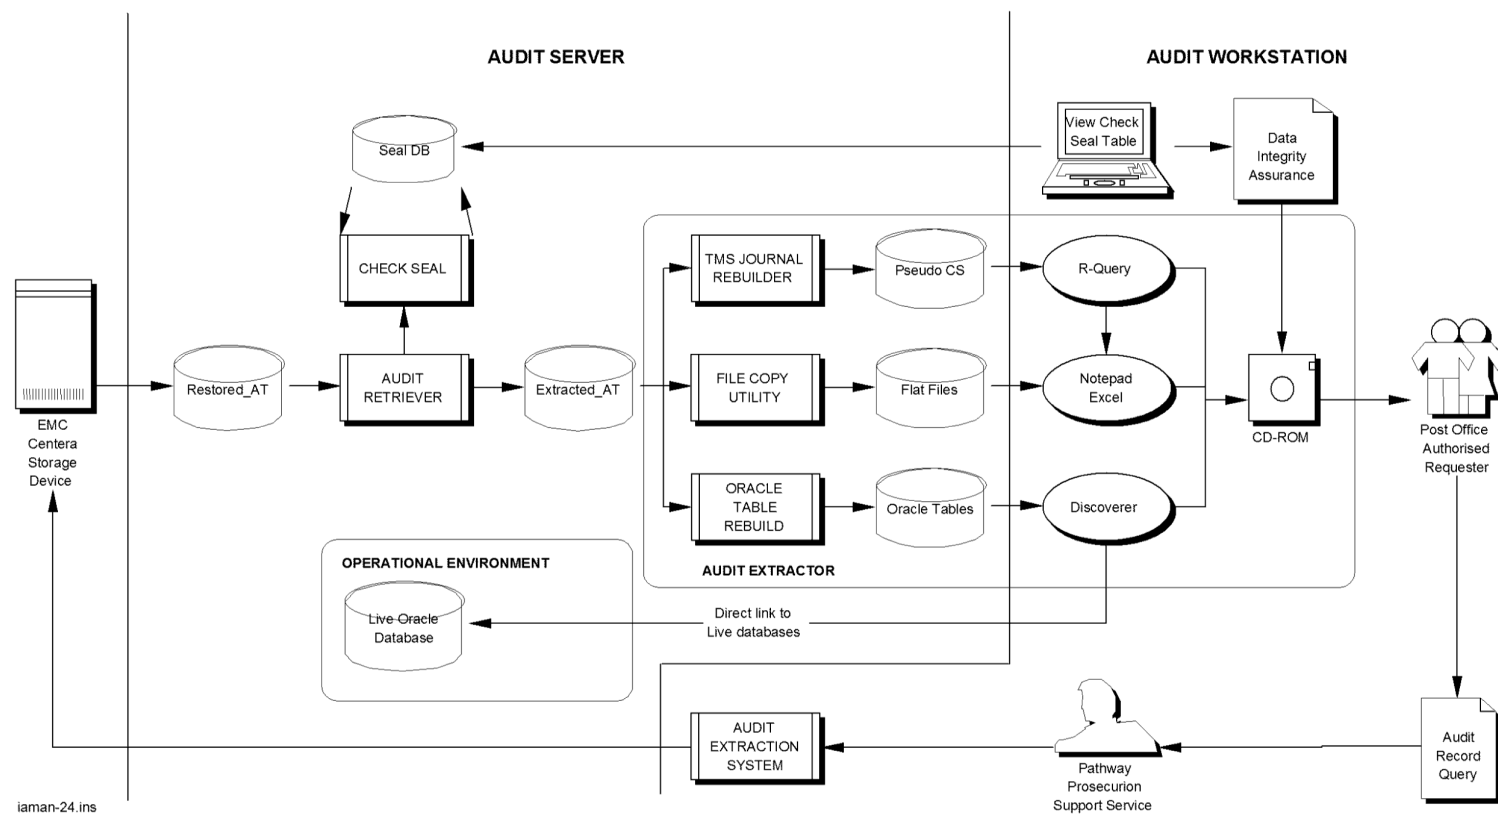 AUDIT SERVER
AUDIT WORKSTATION
Seal DB
View Check
Seal Table
Data
Integrity
Assurance
CHECK SEAL
TMS JOURNAL
REBUILDER
Pseudo CS
R-Query
EMC
Centera
Storage
Device
Restored_AT
AUDIT
RETRIEVER
Extracted_AT
FILE COPY
UTILITY
Flat Files
Notepad
Excel
CD-ROM
Post Office
Authorised
Requester
ORACLE
TABLE
REBUILD
Oracle Tables
Discoverer
AUDIT EXTRACTOR
OPERATIONAL ENVIRONMENT
Live Oracle
Database
Direct link to
Live databases
AUDIT
EXTRACTION
SYSTEM
Pathway
Prosecurion
Support Service
Audit
Record
Query
iaman-24.ins